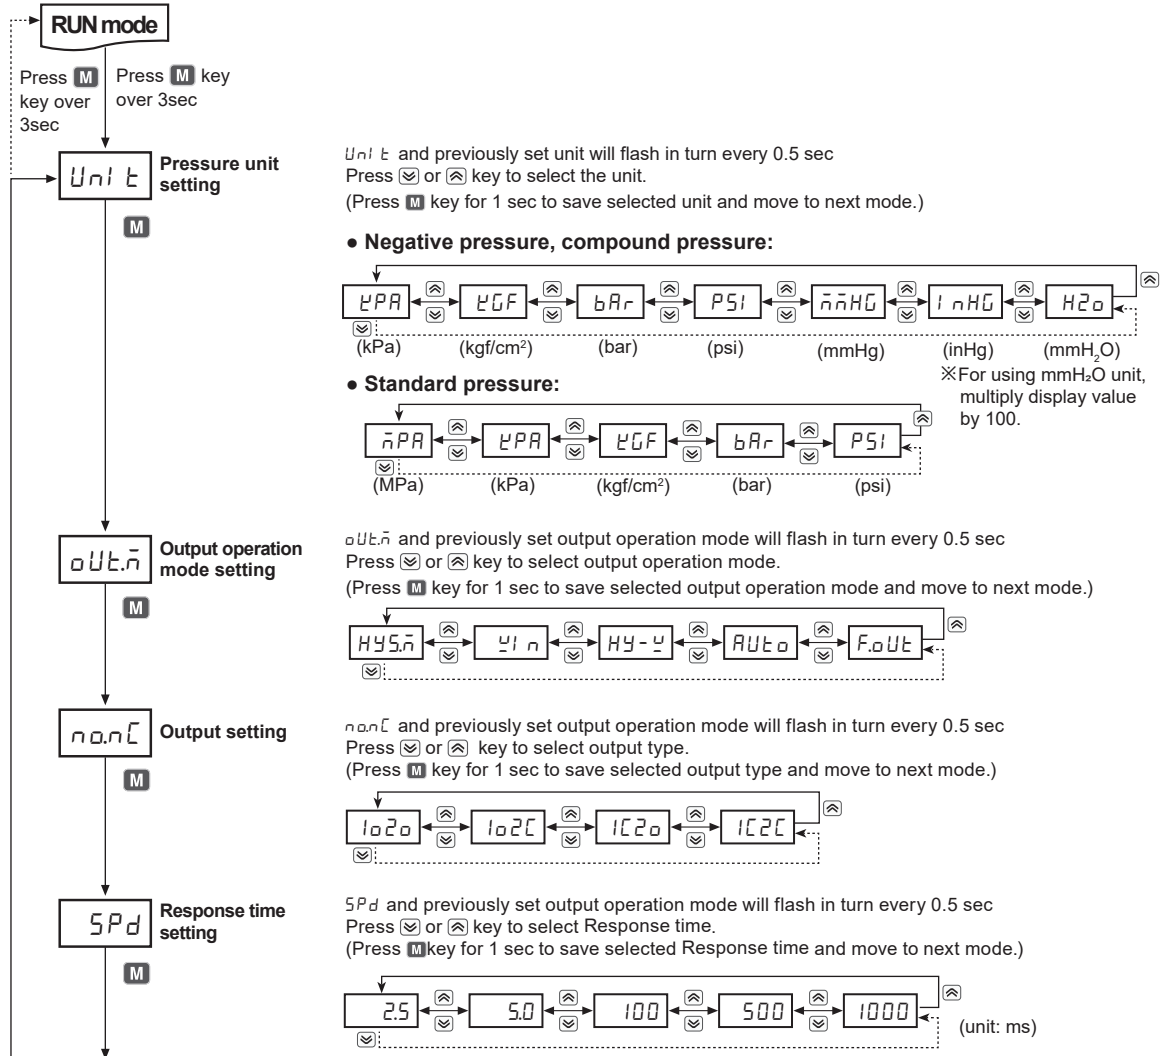 RUN mode
Press M key over 3sec
Press M key over 3sec
UnI t
Pressure unit setting
UnI t and previously set unit will flash in turn every 0.5 sec
Press or key to select the unit.
(Press M key for 1 sec to save selected unit and move to next mode.)
M
● Negative pressure, compound pressure:
kPA kGF bAr PSI mmHG InHG H2o
(kPa) (kgf/cm²) (bar) (psi) (mmHg) (inHg) (mmH₂O)
※For using mmH₂O unit,
multiply display value
by 100.
● Standard pressure:
mPA kPA kGF bAr PSI
(MPa) (kPa) (kgf/cm²) (bar) (psi)
oUt.m
Output operation mode setting
oUt.m and previously set output operation mode will flash in turn every 0.5 sec
Press or key to select output operation mode.
(Press M key for 1 sec to save selected output operation mode and move to next mode.)
M
HYS.m WIn HY-W AUto F.oUt
no.nC
Output setting
no.nC and previously set output operation mode will flash in turn every 0.5 sec
Press or key to select output type.
(Press M key for 1 sec to save selected output type and move to next mode.)
M
1o2o 1o2C 1C2o 1C2C
SPd
Response time setting
SPd and previously set output operation mode will flash in turn every 0.5 sec
Press or key to select Response time.
(Press M key for 1 sec to save selected Response time and move to next mode.)
M
2.5 5.0 100 500 1000
(unit: ms)